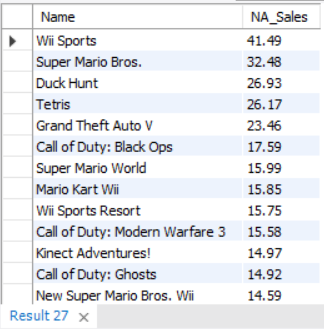 Name NA_Sales
Wii Sports 41.49
Super Mario Bros. 32.48
Duck Hunt 26.93
Tetris 26.17
Grand Theft Auto V 23.46
Call of Duty: Black Ops 17.59
Super Mario World 15.99
Mario Kart Wii 15.85
Wii Sports Resort 15.75
Call of Duty: Modern Warfare 3 15.58
Kinect Adventures! 14.97
Call of Duty: Ghosts 14.92
New Super Mario Bros. Wii 14.59
Result 27 ×